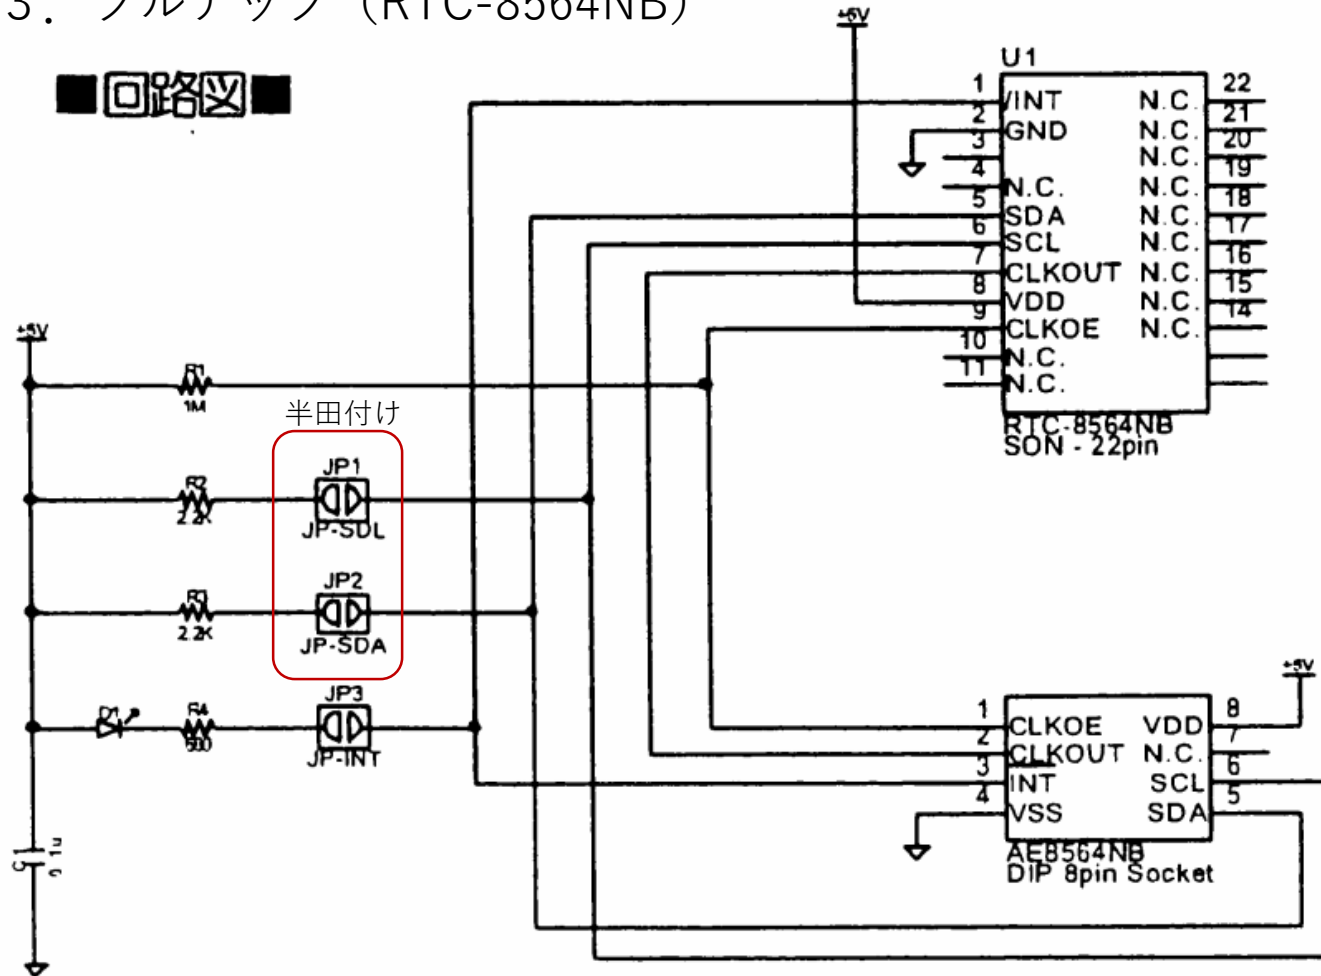 3．プルアップ（RTC-8564NB）
■回路図■
+5V
U1
1 /INT N.C. 22
2 GND N.C. 21
3 N.C. 20
4 N.C. N.C. 19
5 SDA N.C. 18
6 SCL N.C. 17
7 CLKOUT N.C. 16
8 VDD N.C. 15
9 CLKOE N.C. 14
10 N.C.
11 N.C.
RTC-8564NB
SON - 22pin
+5V
R1
1M
半田付け
R2
2.2K
JP1
JP-SDL
R3
2.2K
JP2
JP-SDA
D1
R4
JP3
JP-INT
C1
+5V
1 CLKOE VDD 8
2 CLKOUT N.C. 7
3 INT SCL 6
4 VSS SDA 5
AE8564NB
DIP 8pin Socket